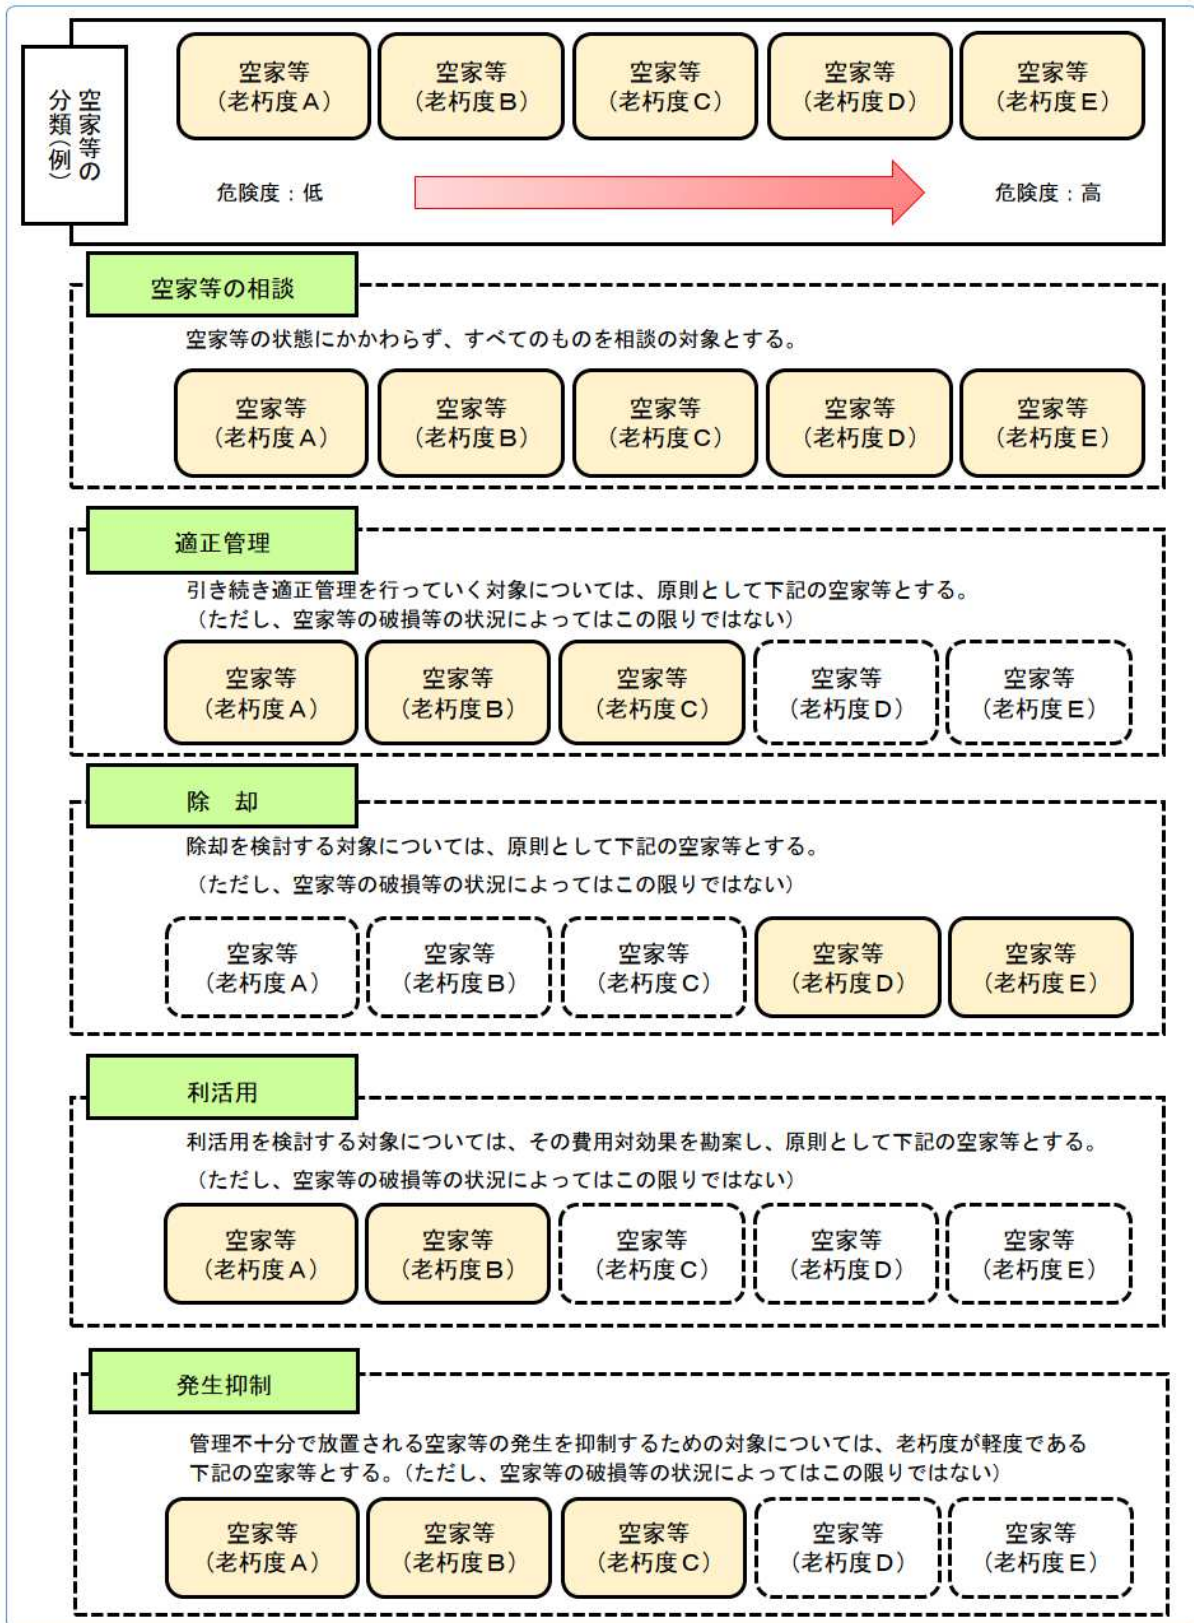 空家等の
分類(例)
空家等
(老朽度A)
空家等
(老朽度B)
空家等
(老朽度C)
空家等
(老朽度D)
空家等
(老朽度E)
危険度:低
危険度:高
空家等の相談
空家等の状態にかかわらず、すべてのものを相談の対象とする。
空家等
(老朽度A)
空家等
(老朽度B)
空家等
(老朽度C)
空家等
(老朽度D)
空家等
(老朽度E)
適正管理
引き続き適正管理を行っていく対象については、原則として下記の空家等とする。
(ただし、空家等の破損等の状況によってはこの限りではない)
空家等
(老朽度A)
空家等
(老朽度B)
空家等
(老朽度C)
空家等
(老朽度D)
空家等
(老朽度E)
除 却
除却を検討する対象については、原則として下記の空家等とする。
(ただし、空家等の破損等の状況によってはこの限りではない)
空家等
(老朽度A)
空家等
(老朽度B)
空家等
(老朽度C)
空家等
(老朽度D)
空家等
(老朽度E)
利活用
利活用を検討する対象については、その費用対効果を勘案し、原則として下記の空家等とする。
(ただし、空家等の破損等の状況によってはこの限りではない)
空家等
(老朽度A)
空家等
(老朽度B)
空家等
(老朽度C)
空家等
(老朽度D)
空家等
(老朽度E)
発生抑制
管理不十分で放置される空家等の発生を抑制するための対象については、老朽度が軽度である
下記の空家等とする。(ただし、空家等の破損等の状況によってはこの限りではない)
空家等
(老朽度A)
空家等
(老朽度B)
空家等
(老朽度C)
空家等
(老朽度D)
空家等
(老朽度E)